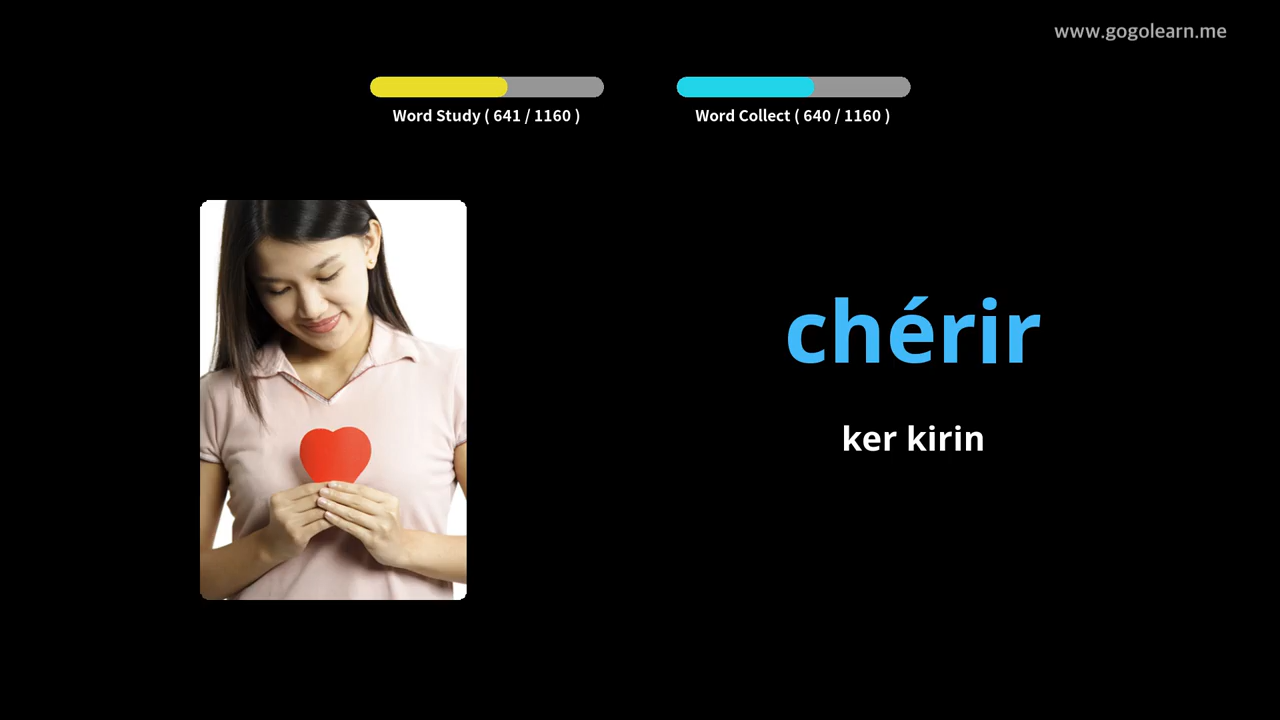 www.gogolearn.me
Word Study ( 641 / 1160 )
Word Collect ( 640 / 1160 )
chérir
ker kirin